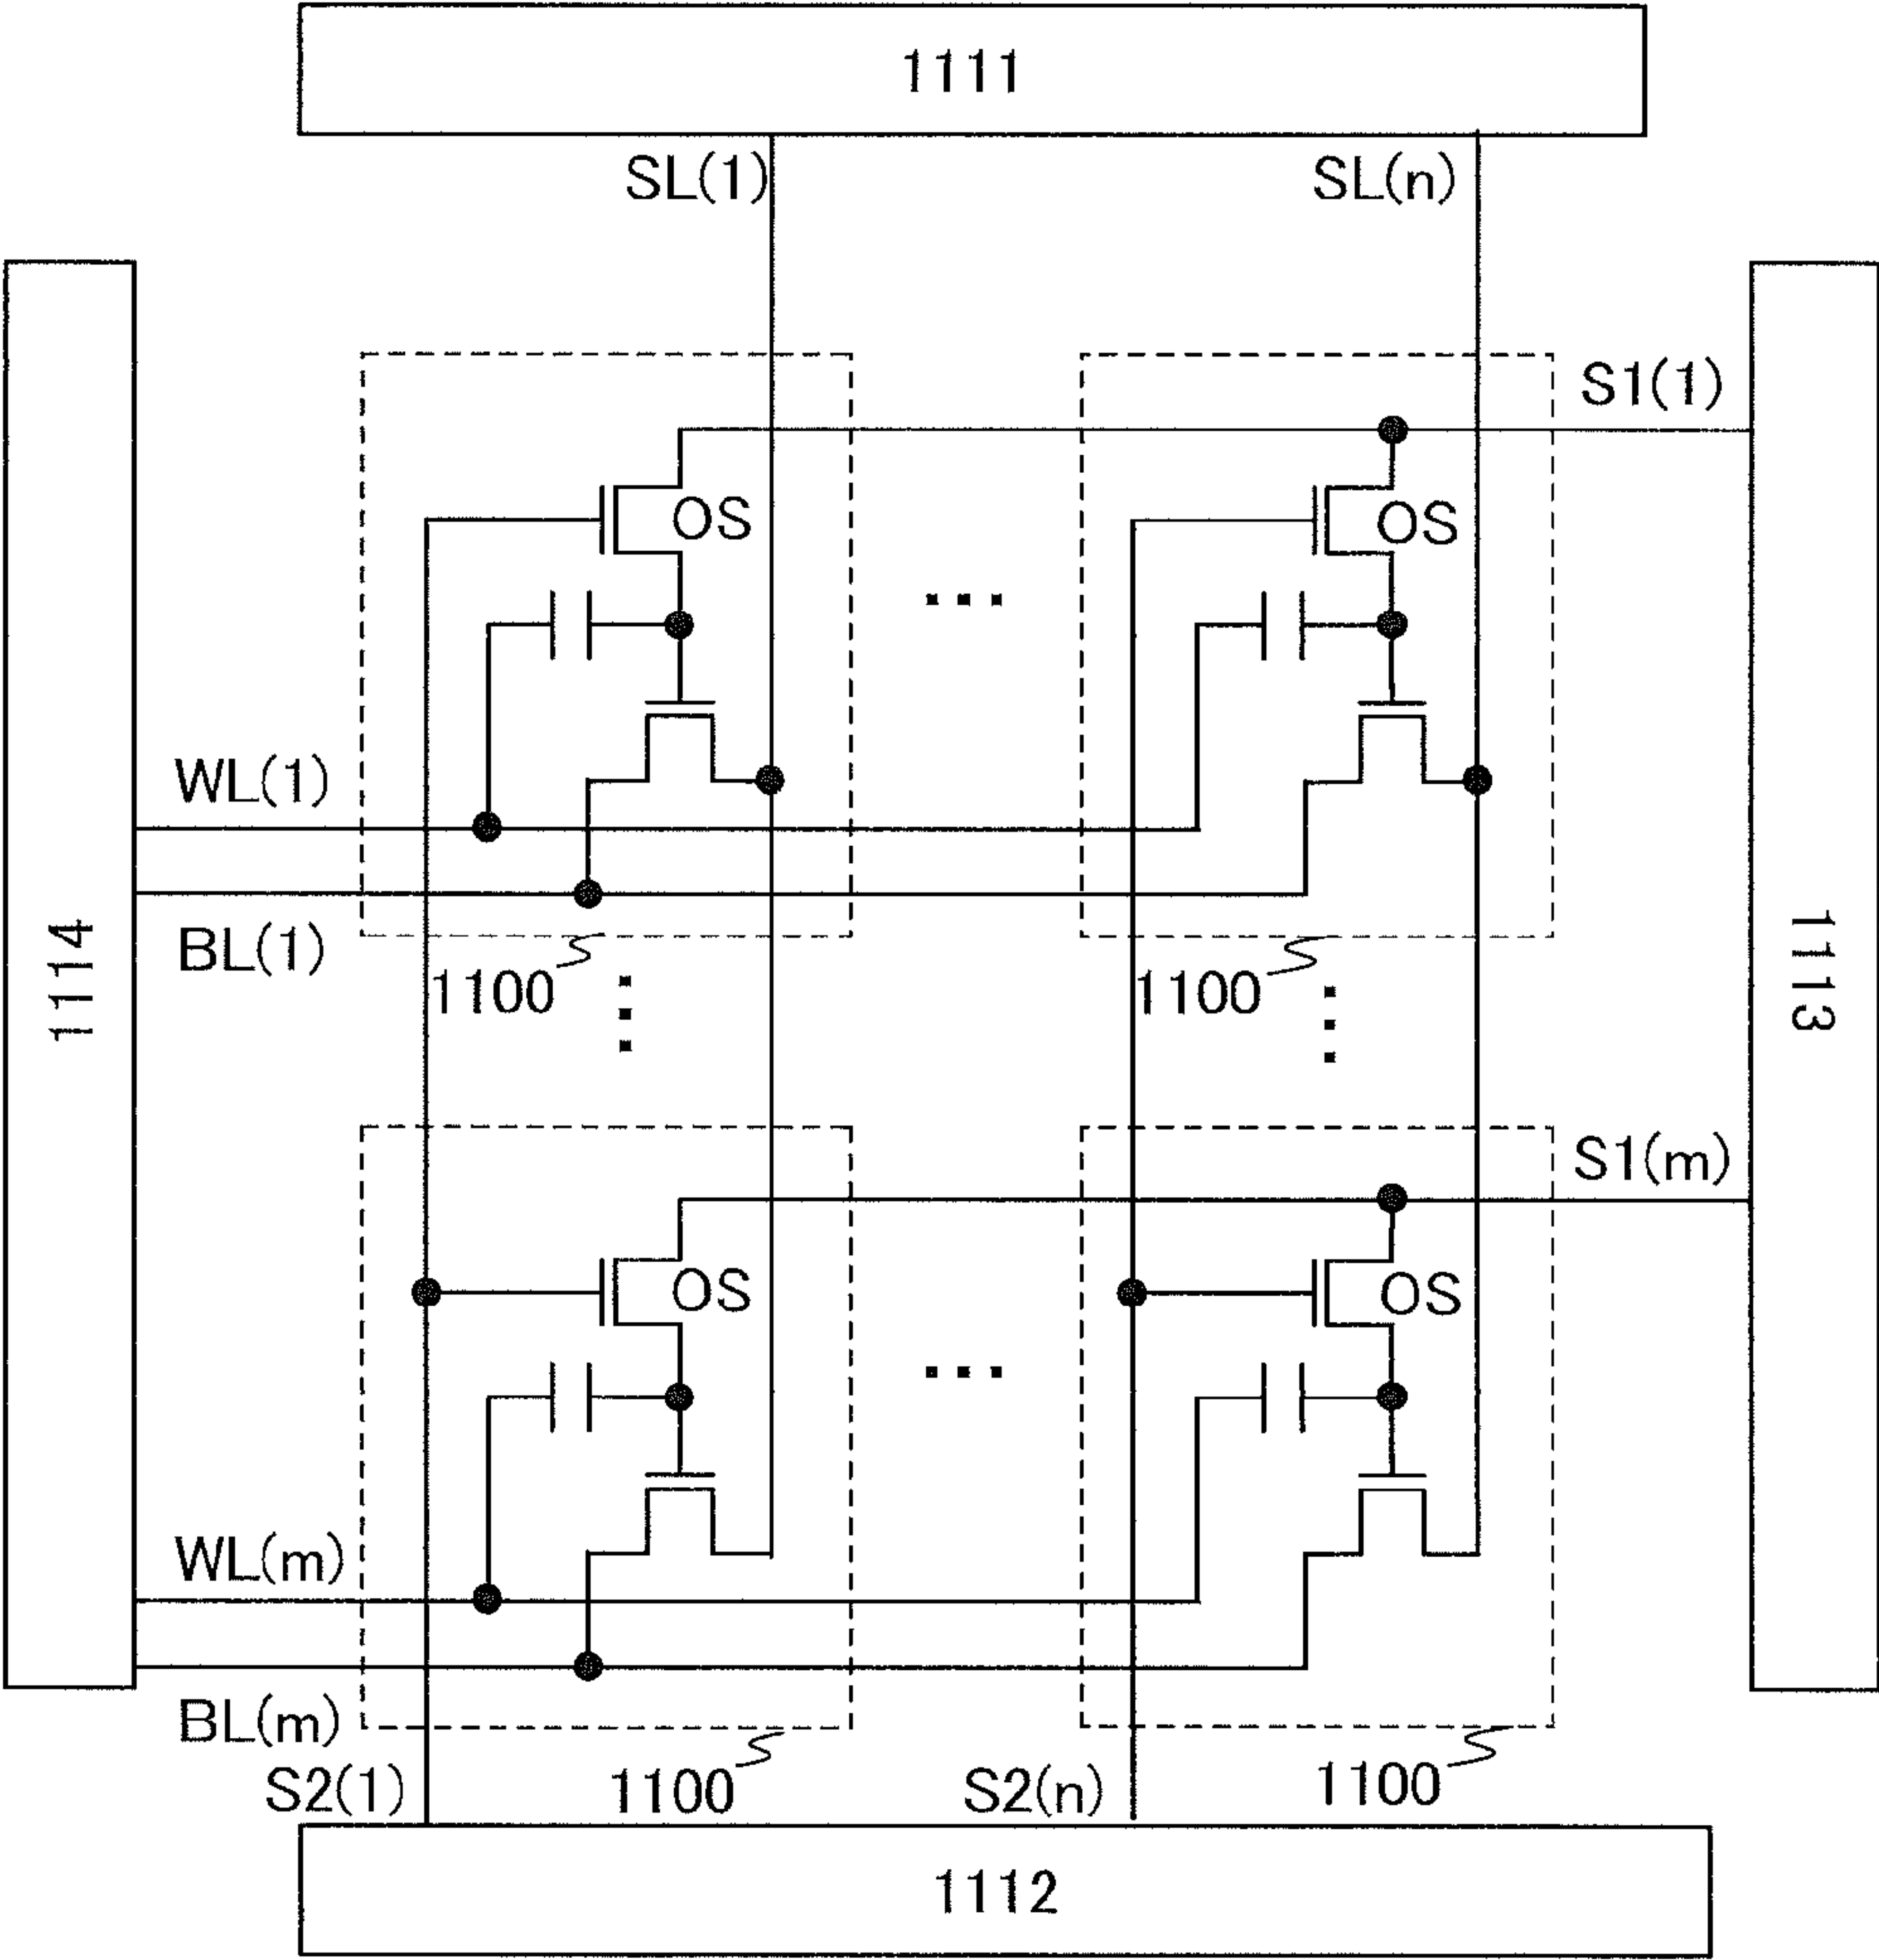 1111
SL(1)
SL(n)
S1(1)
OS
OS
WL(1)
BL(1)
1100
1100
1114
1113
S1(m)
OS
OS
WL(m)
BL(m)
S2(1)
1100
S2(n)
1100
1112